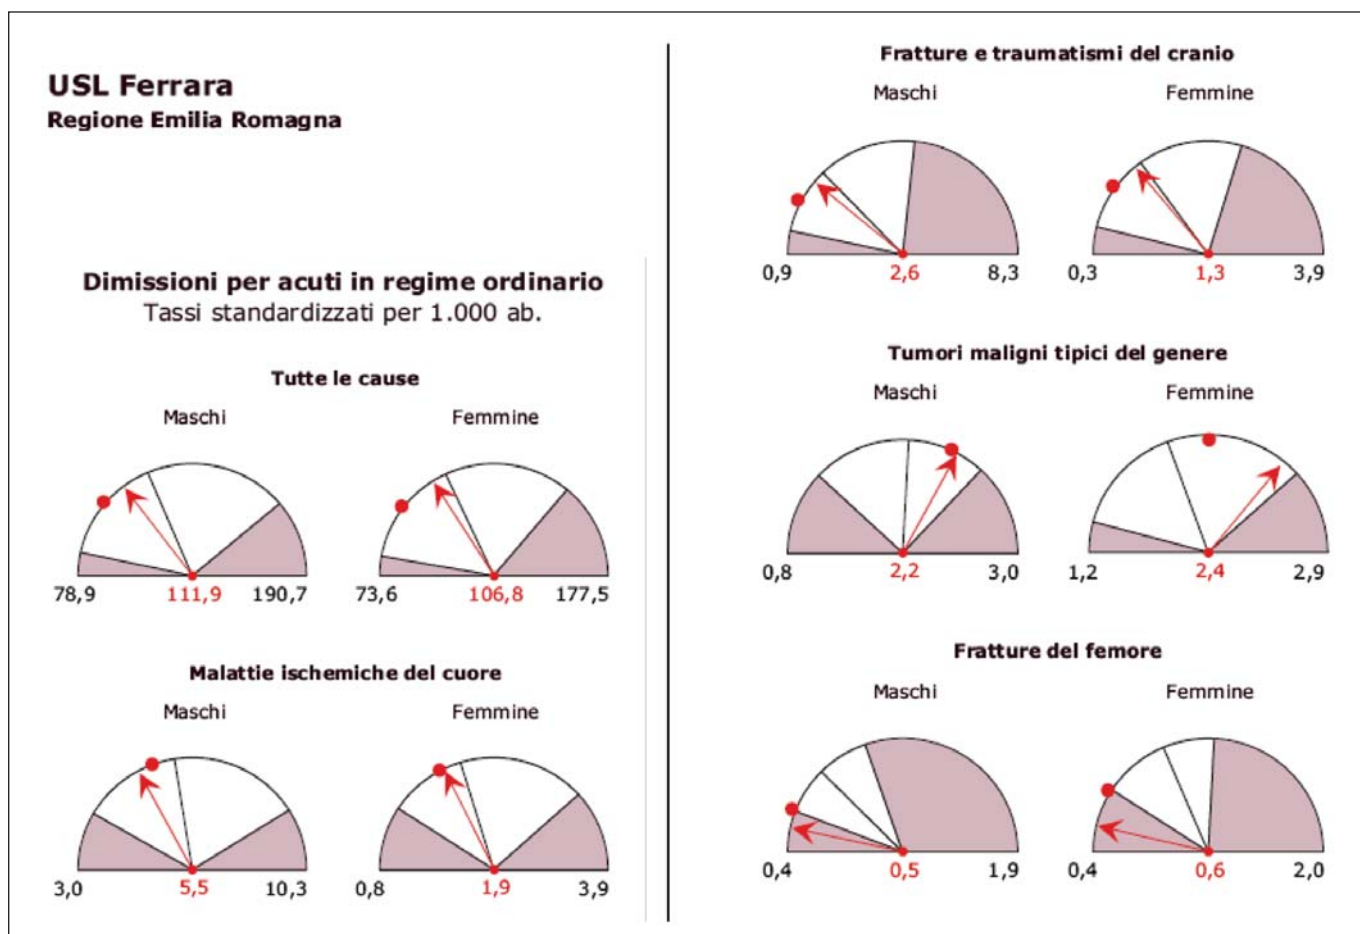 USL Ferrara
Regione Emilia Romagna
Dimissioni per acuti in regime ordinario
Tassi standardizzati per 1.000 ab.
Tutte le cause
Maschi Femmine
78,9 111,9 190,7 73,6 106,8 177,5
Malattie ischemiche del cuore
Maschi Femmine
3,0 5,5 10,3 0,8 1,9 3,9
Fratture e traumatismi del cranio
Maschi Femmine
0,9 2,6 8,3 0,3 1,3 3,9
Tumori maligni tipici del genere
Maschi Femmine
0,8 2,2 3,0 1,2 2,4 2,9
Fratture del femore
Maschi Femmine
0,4 0,5 1,9 0,4 0,6 2,0